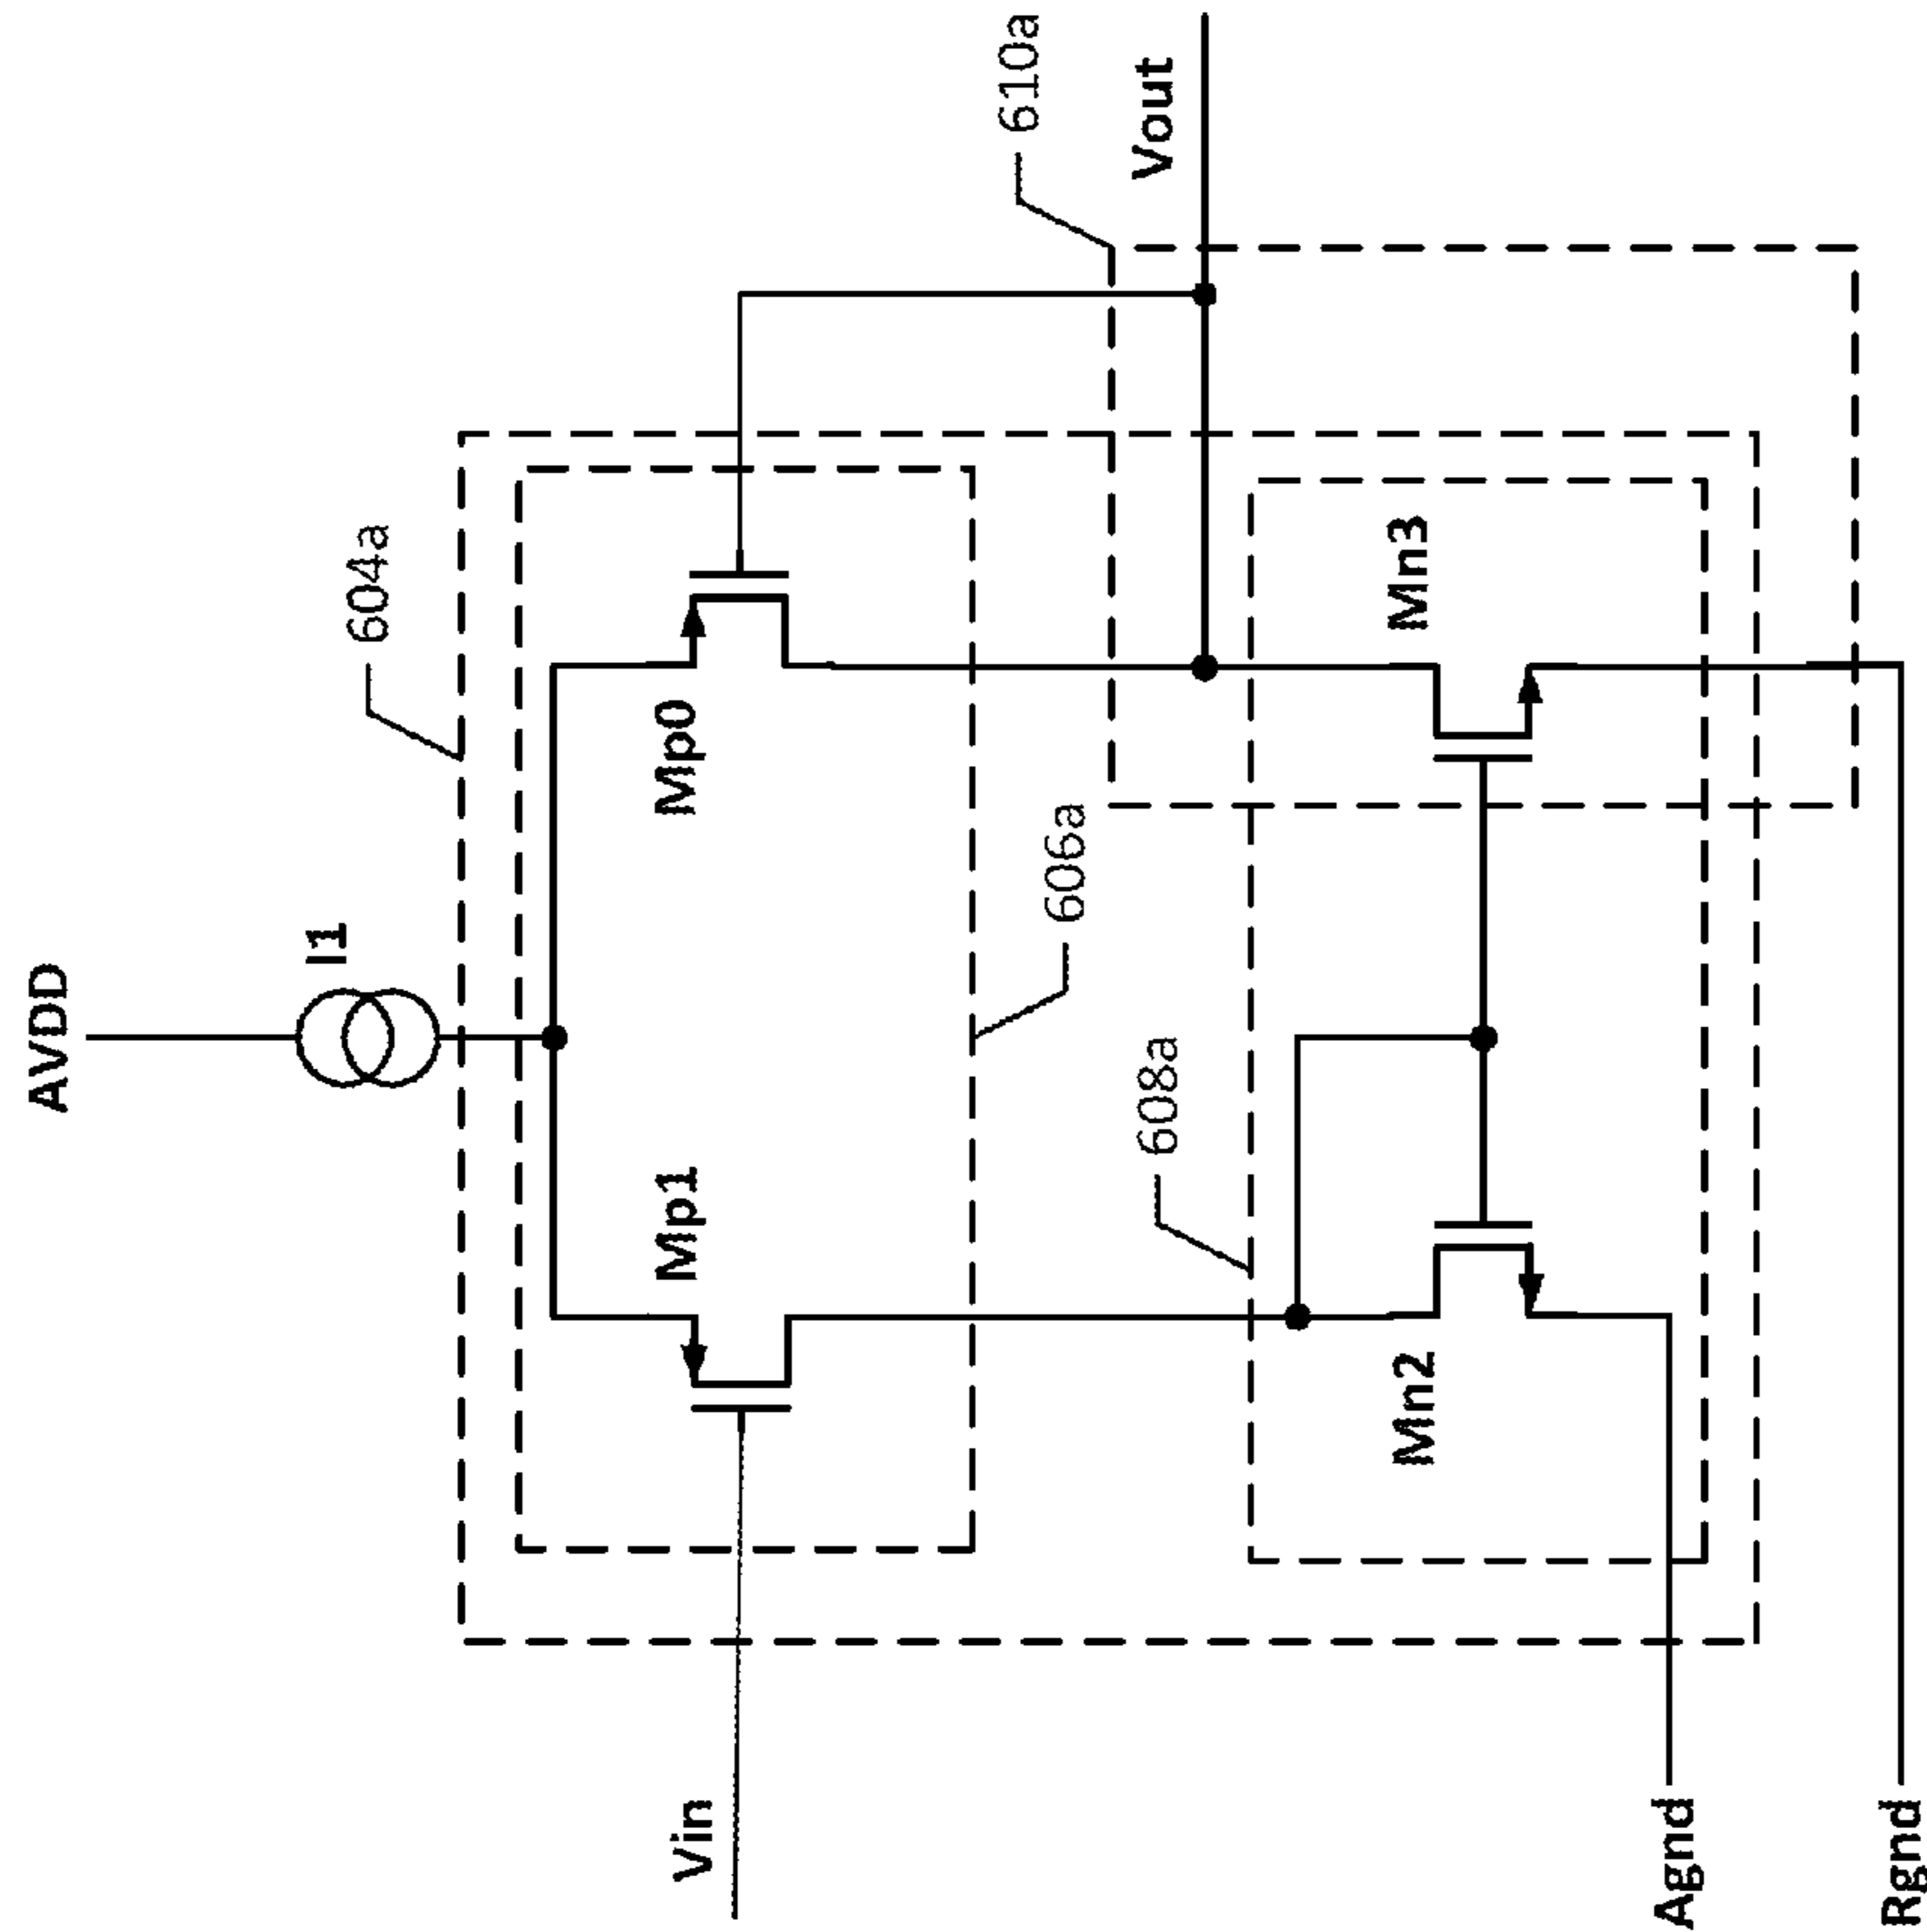 AVDD
I1
604a
Mp1
Mp0
Vin
606a
610a
Vout
608a
Mn2
Mn3
Agnd
Rgnd